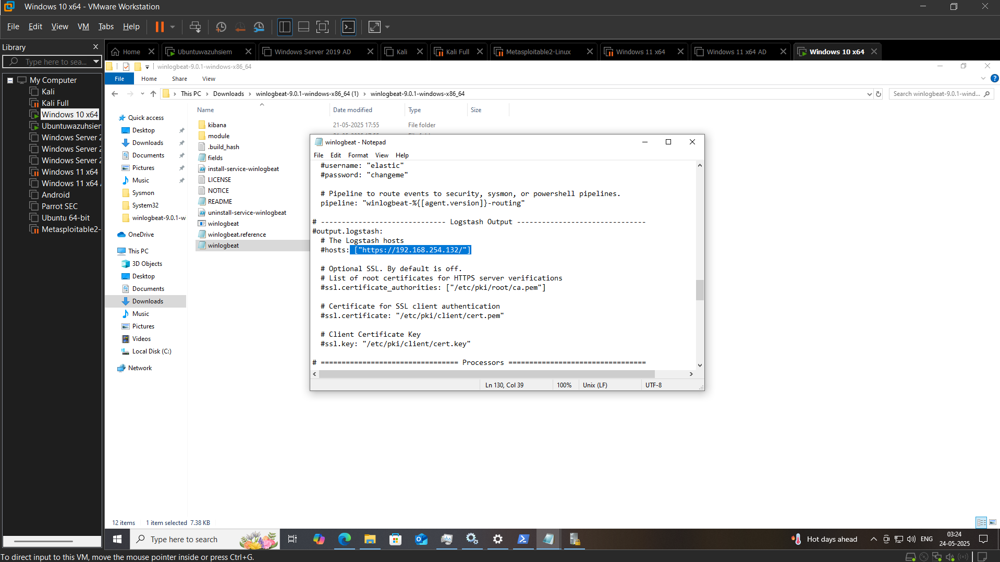 Windows 10 x64 - VMware Workstation
File Edit View VM Tabs Help
Library
Type here to sea...
My Computer
Kali
Kali Full
Windows 10 x64
Ubuntuwazuhsien
Windows Server 2
Windows Server 2
Windows Server 2
Windows 11 x64
Windows 11 x64
Android
Parrot SEC
Ubuntu 64-bit
Metasploitable2-
Home Ubuntuwazuhsiem Windows Server 2019 AD Kali Kali Full Metasploitable2-Linux Windows 11 x64 Windows 11 x64 AD Windows 10 x64
winlogbeat-9.0.1-windows-x86_64
File Home Share View
This PC > Downloads > winlogbeat-9.0.1-windows-x86_64 (1) > winlogbeat-9.0.1-windows-x86_64
Search winlogbeat-9.0.1-wind...
Quick access
Desktop
Downloads
Documents
Pictures
Music
Sysmon
System32
winlogbeat-9.0.1-w
OneDrive
This PC
3D Objects
Desktop
Documents
Downloads
Music
Pictures
Videos
Local Disk (C:)
Network
Name Date modified Type Size
kibana 21-05-2025 17:55 File folder
module
.build_hash
fields
install-service-winlogbeat
LICENSE
NOTICE
README
uninstall-service-winlogbeat
winlogbeat
winlogbeat.reference
winlogbeat
winlogbeat - Notepad
File Edit Format View Help
#username: "elastic"
#password: "changeme"
# Pipeline to route events to security, sysmon, or powershell pipelines.
pipeline: "winlogbeat-%{[agent.version]}-routing"
# ------------------------------ Logstash Output -------------------------------
#output.logstash:
# The Logstash hosts
#hosts: ["https://192.168.254.132/"]
# Optional SSL. By default is off.
# List of root certificates for HTTPS server verifications
#ssl.certificate_authorities: ["/etc/pki/root/ca.pem"]
# Certificate for SSL client authentication
#ssl.certificate: "/etc/pki/client/cert.pem"
# Client Certificate Key
#ssl.key: "/etc/pki/client/cert.key"
# ================================= Processors =================================
Ln 130, Col 39 100% Unix (LF) UTF-8
12 items 1 item selected 7.38 KB
Type here to search
Hot days ahead
ENG
03:24
24-05-2025
To direct input to this VM, move the mouse pointer inside or press Ctrl+G.